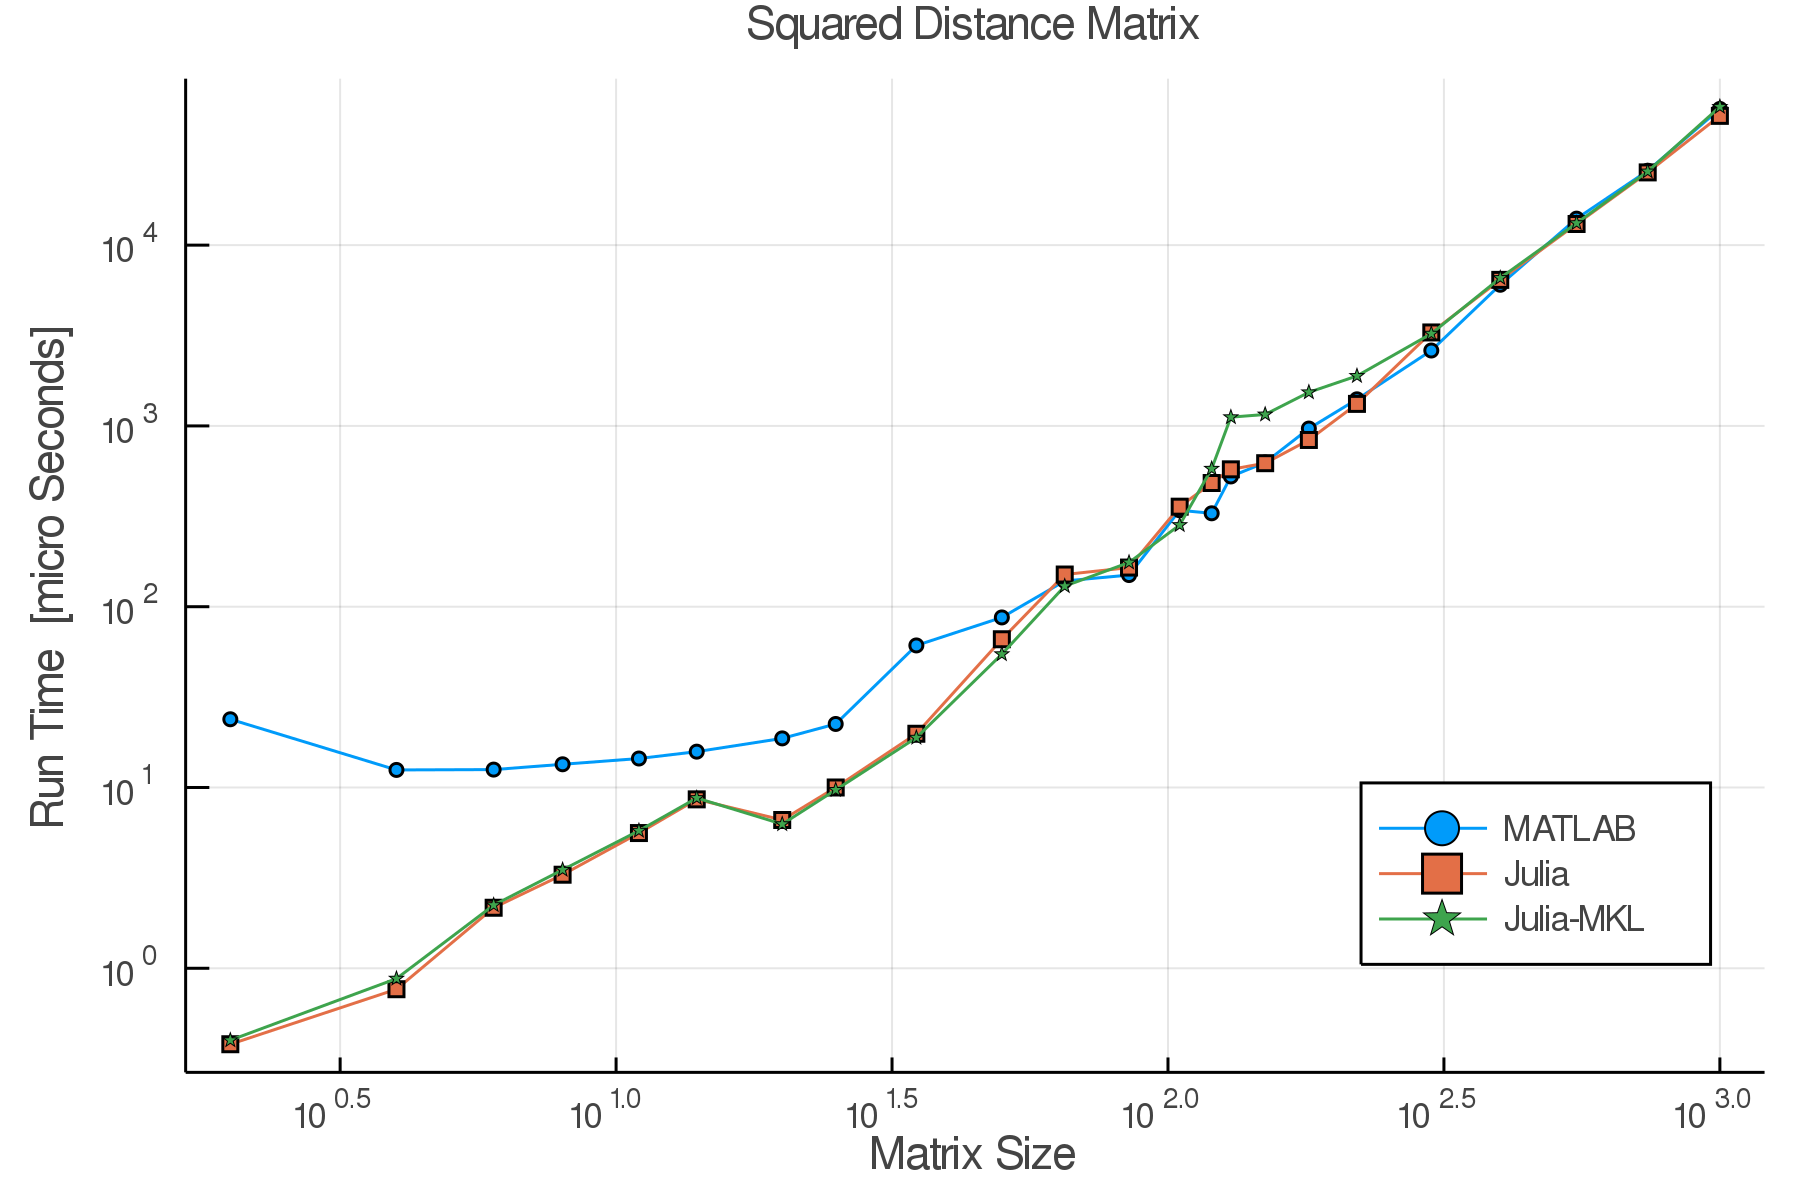 Squared Distance Matrix
Run Time [micro Seconds]
10^4
10^3
10^2
10^1
10^0
MATLAB
Julia
Julia-MKL
10^0.5 10^1.0 10^1.5 10^2.0 10^2.5 10^3.0
Matrix Size